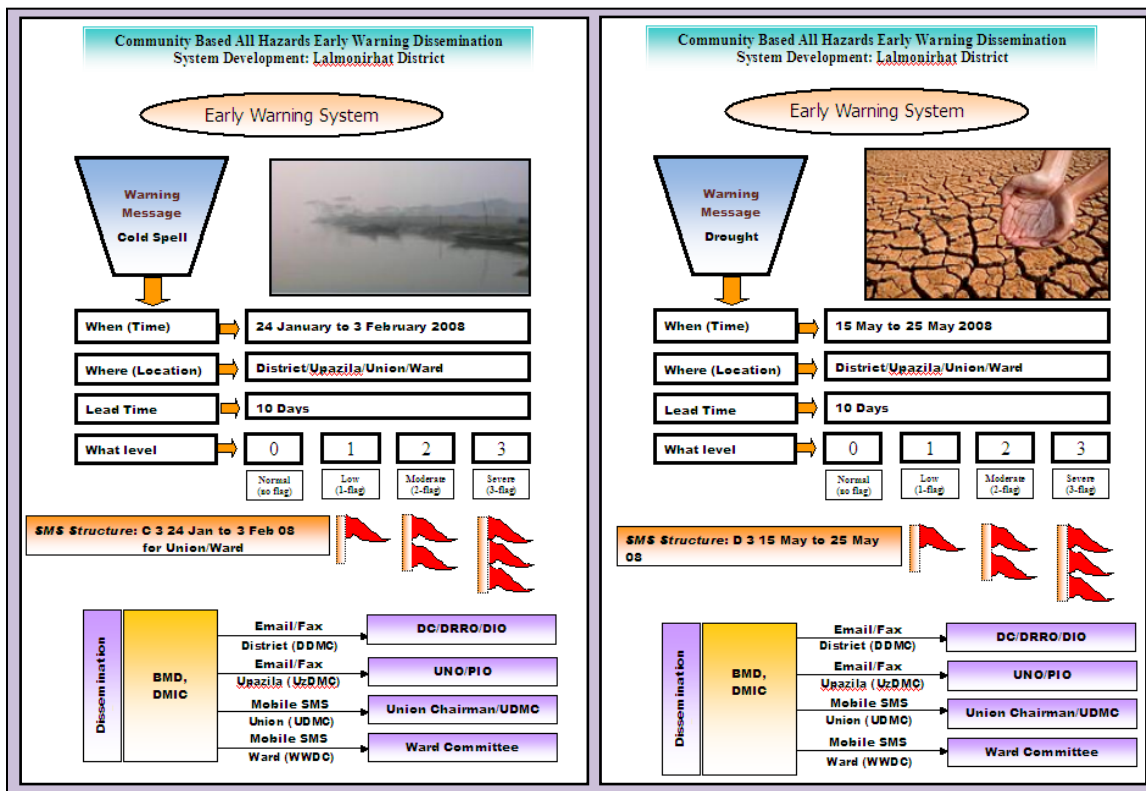 Community Based All Hazards Early Warning Dissemination
System Development: Lalmonirhat District
Early Warning System
Warning
Message
Cold Spell
When (Time)
24 January to 3 February 2008
Where (Location)
District/Upazila/Union/Ward
Lead Time
10 Days
What level
0
1
2
3
Normal
(no flag)
Low
(1-flag)
Moderate
(2-flag)
Severe
(3-flag)
SMS Structure: C 3 24 Jan to 3 Feb 08
for Union/Ward
Dissemination
BMD,
DMIC
Email/Fax
District (DDMC)
DC/DRRO/DIO
Email/Fax
Upazila (UzDMC)
UNO/PIO
Mobile SMS
Union (UDMC)
Union Chairman/UDMC
Mobile SMS
Ward (WWDC)
Ward Committee
Community Based All Hazards Early Warning Dissemination
System Development: Lalmonirhat District
Early Warning System
Warning
Message
Drought
When (Time)
15 May to 25 May 2008
Where (Location)
District/Upazila/Union/Ward
Lead Time
10 Days
What level
0
1
2
3
Normal
(no flag)
Low
(1-flag)
Moderate
(2-flag)
Severe
(3-flag)
SMS Structure: D 3 15 May to 25 May
08
Dissemination
BMD,
DMIC
Email/Fax
District (DDMC)
DC/DRRO/DIO
Email/Fax
Upazila (UzDMC)
UNO/PIO
Mobile SMS
Union (UDMC)
Union Chairman/UDMC
Mobile SMS
Ward (WWDC)
Ward Committee